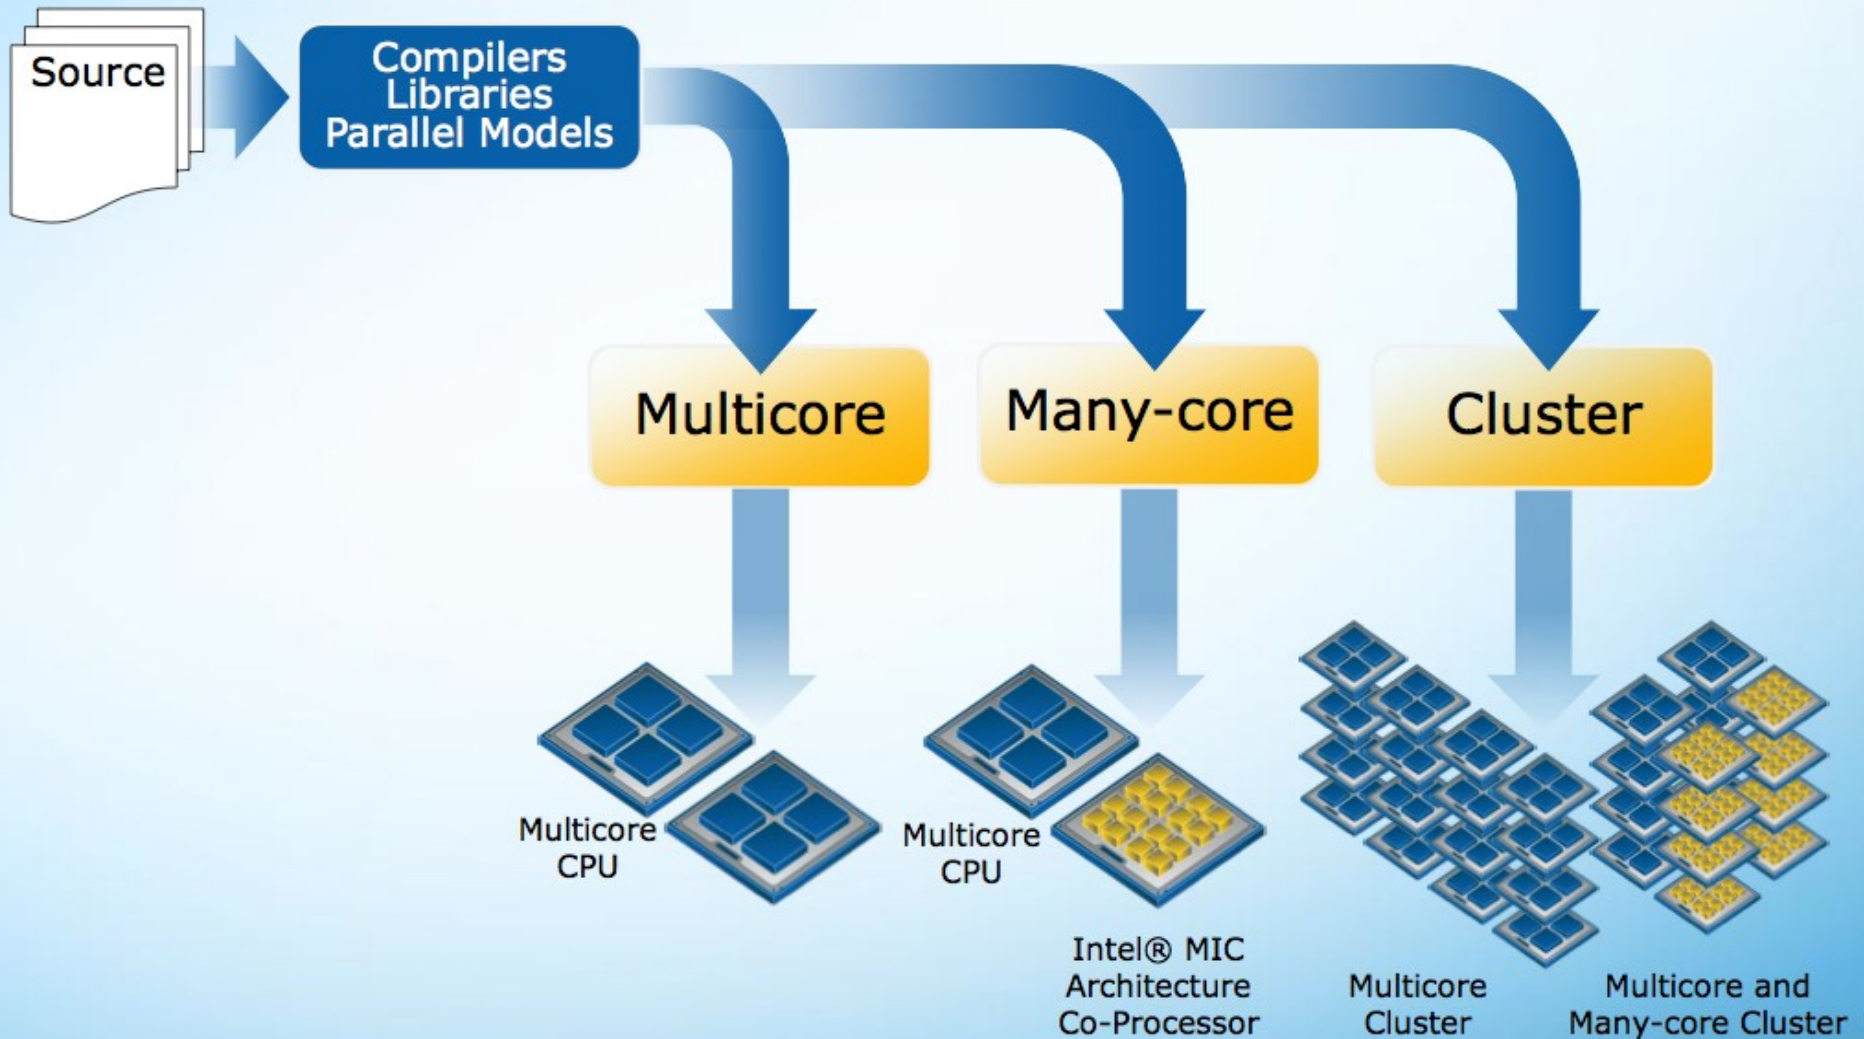 Source
Compilers
Libraries
Parallel Models
Multicore
Many-core
Cluster
Multicore
CPU
Multicore
CPU
Intel® MIC
Architecture
Co-Processor
Multicore
Cluster
Multicore and
Many-core Cluster